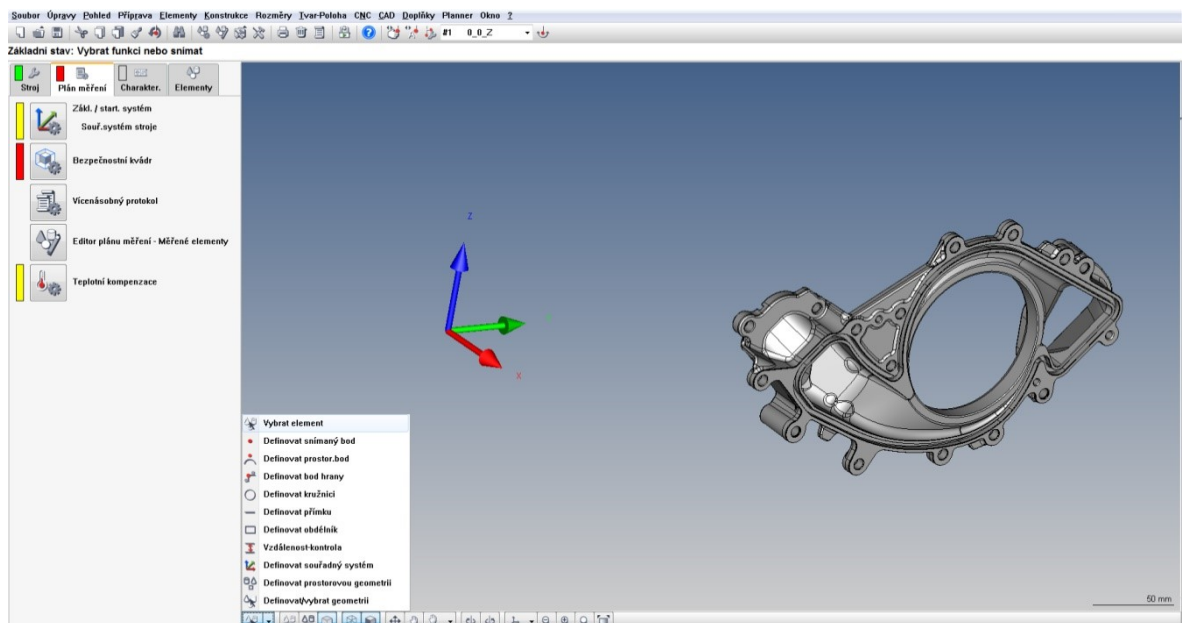 Soubor Úpravy Pohled Příprava Elementy Konstrukce Rozměry Tvar-Poloha CNC CAD Doplňky Planner Okno ?
#1 0_0_Z
Základní stav: Vybrat funkci nebo snímat
Stroj Plán měření Charakter. Elementy
Zákl. / start. systém
Souř.systém stroje
Bezpečnostní kvádr
Vícenásobný protokol
Editor plánu měření - Měřené elementy
Teplotní kompenzace
Z
X
Vybrat element
Definovat snímaný bod
Definovat prostor.bod
Definovat bod hrany
Definovat kružnici
Definovat přímku
Definovat obdélník
Vzdálenost-kontrola
Definovat souřadný systém
Definovat prostorovou geometrii
Definovat/vybrat geometrii
50 mm